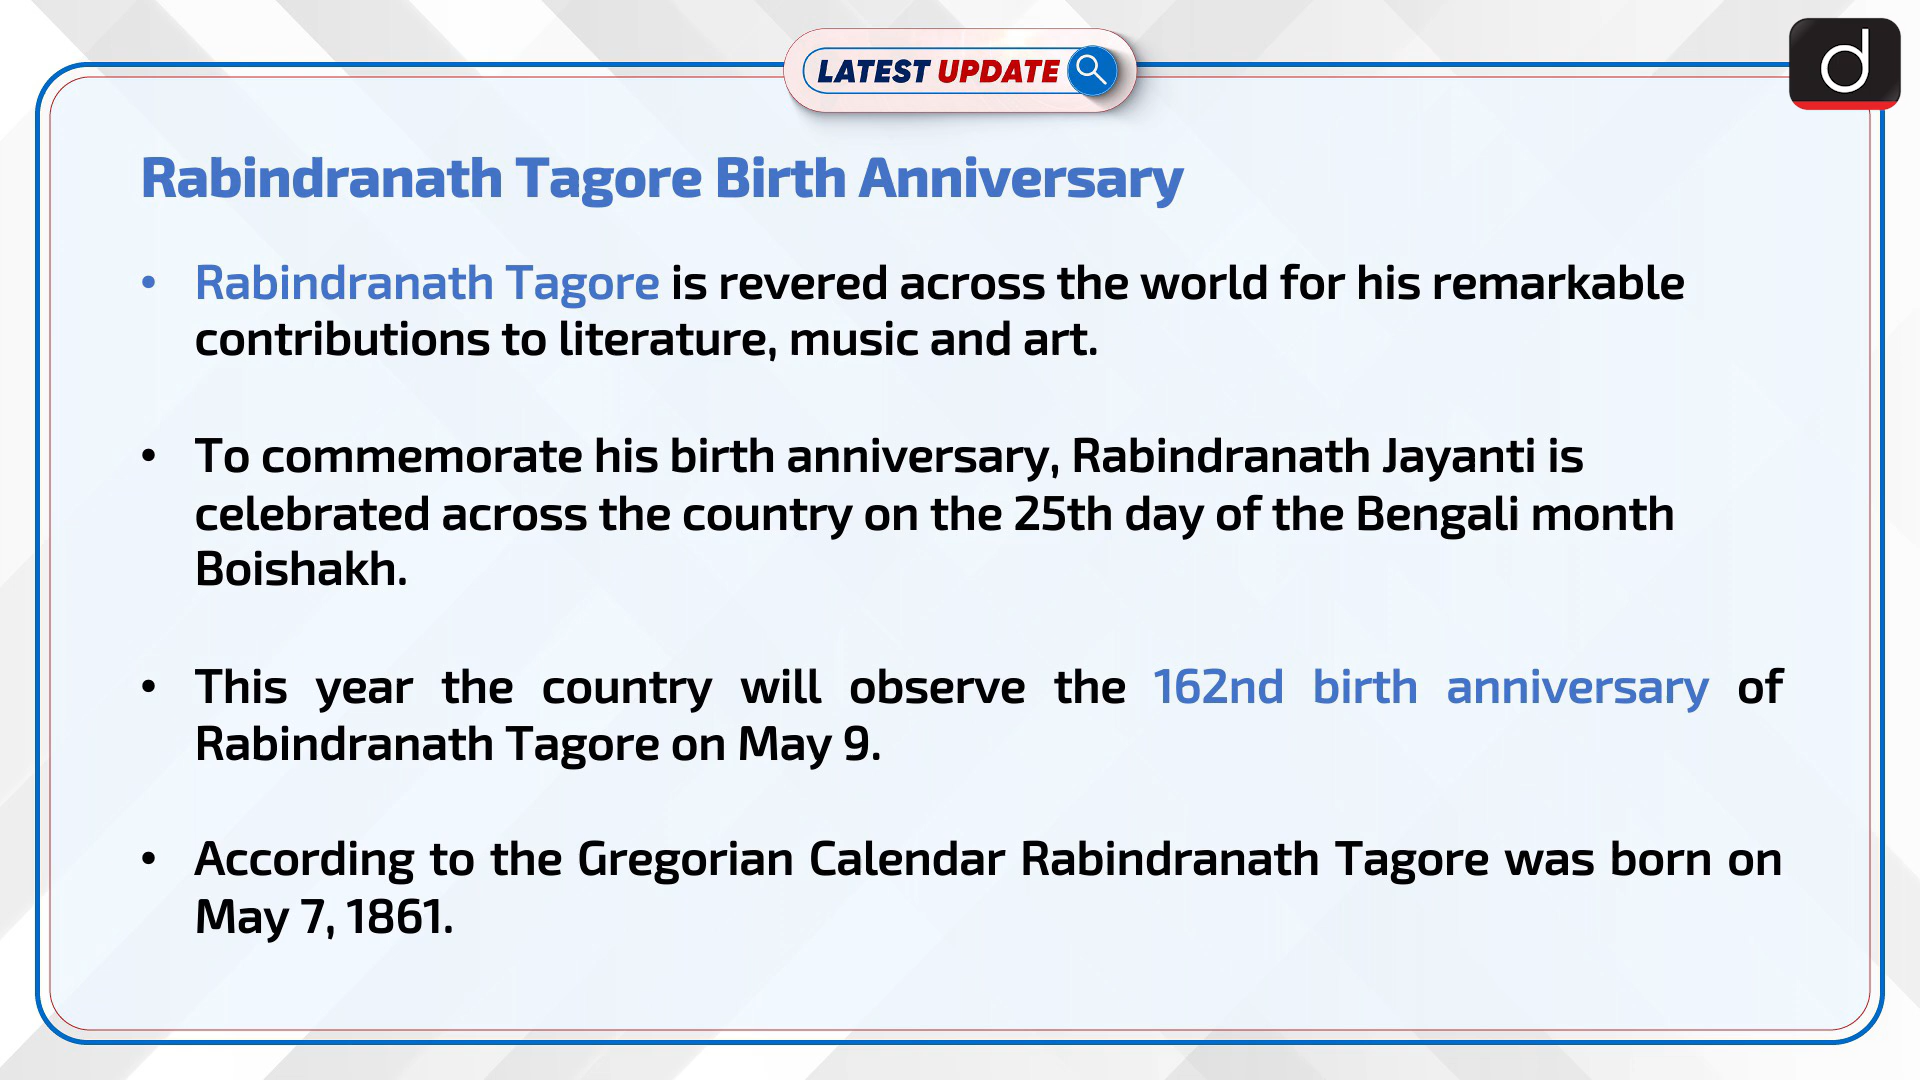 LATEST UPDATE
d
Rabindranath Tagore Birth Anniversary
• Rabindranath Tagore is revered across the world for his remarkable
contributions to literature, music and art.
• To commemorate his birth anniversary, Rabindranath Jayanti is
celebrated across the country on the 25th day of the Bengali month
Boishakh.
• This year the country will observe the 162nd birth anniversary of
Rabindranath Tagore on May 9.
• According to the Gregorian Calendar Rabindranath Tagore was born on
May 7, 1861.